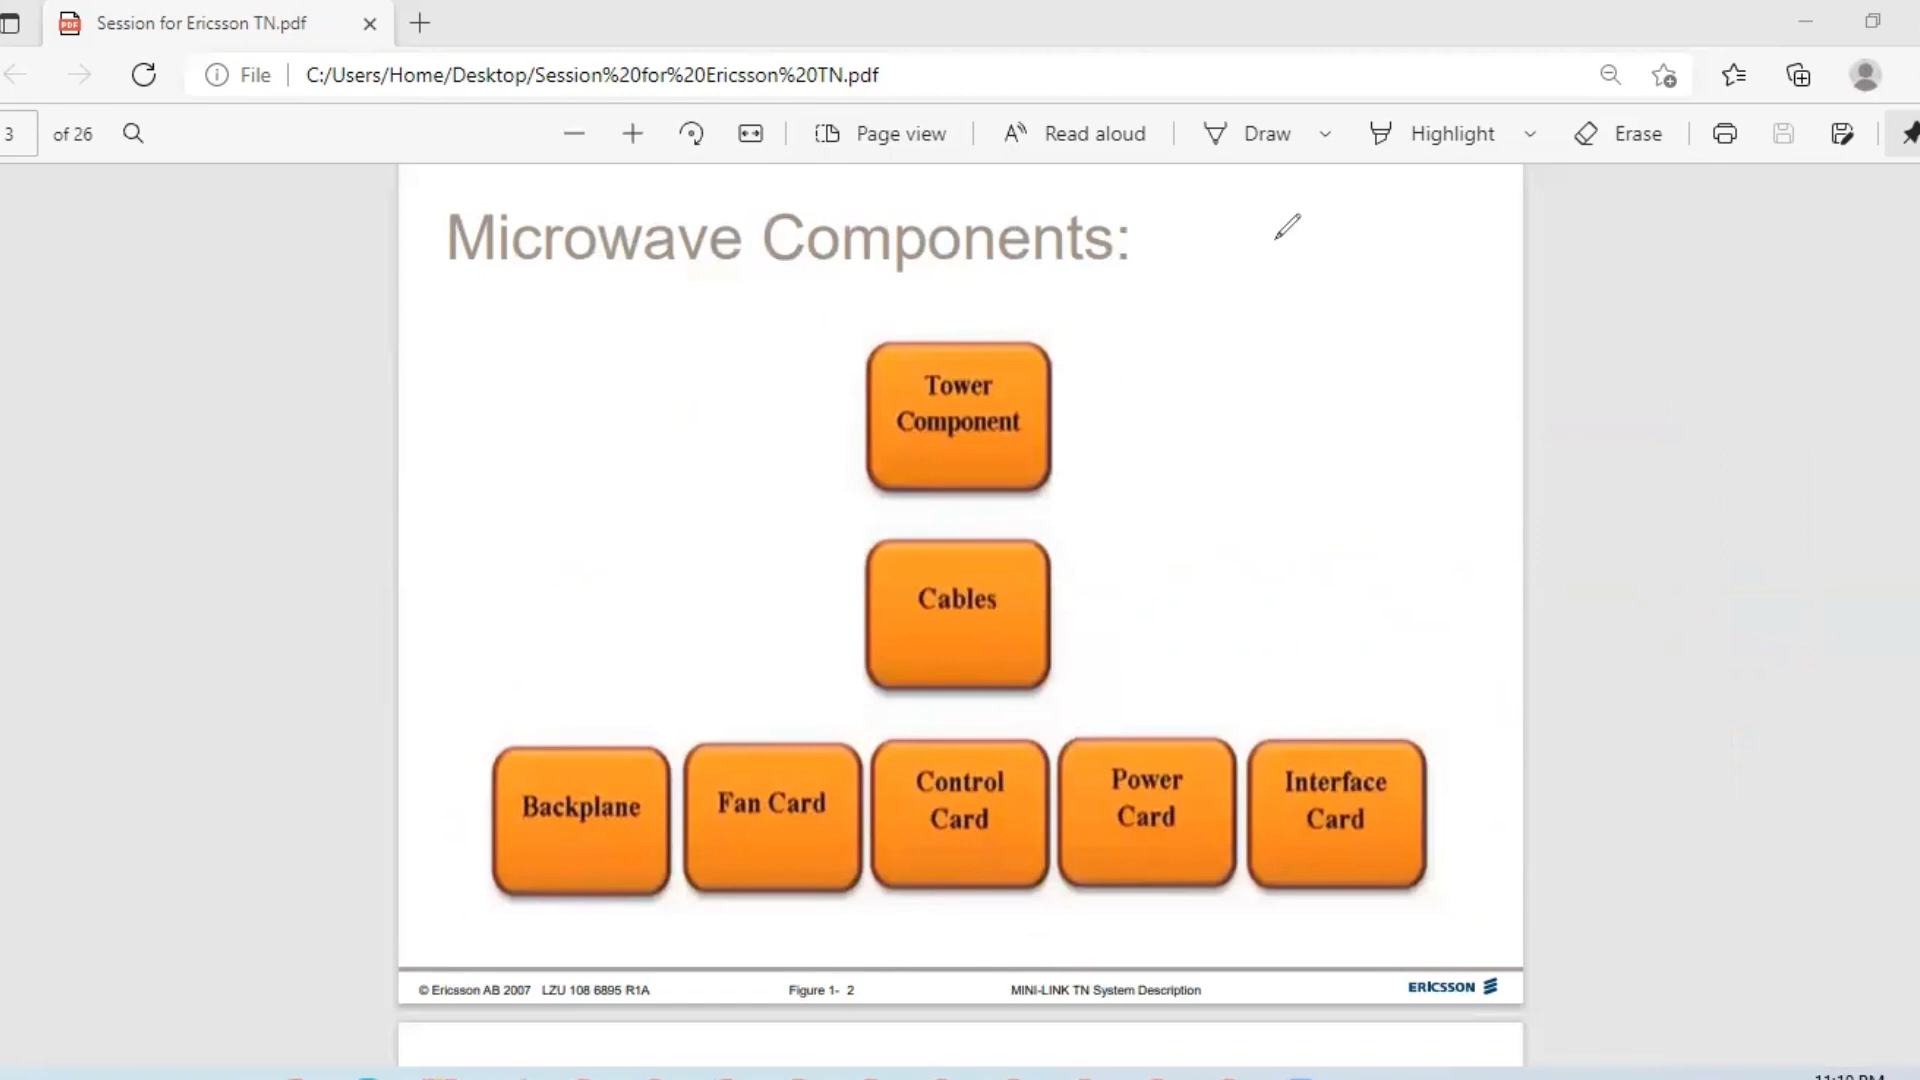 Session for Ericsson TN.pdf
File
C:/Users/Home/Desktop/Session%20for%20Ericsson%20TN.pdf
3 of 26
Page view
Read aloud
Draw
Highlight
Erase
Microwave Components:
Tower
Component
Cables
Backplane
Fan Card
Control
Card
Power
Card
Interface
Card
© Ericsson AB 2007 LZU 108 6895 R1A
Figure 1- 2
MINI-LINK TN System Description
ERICSSON